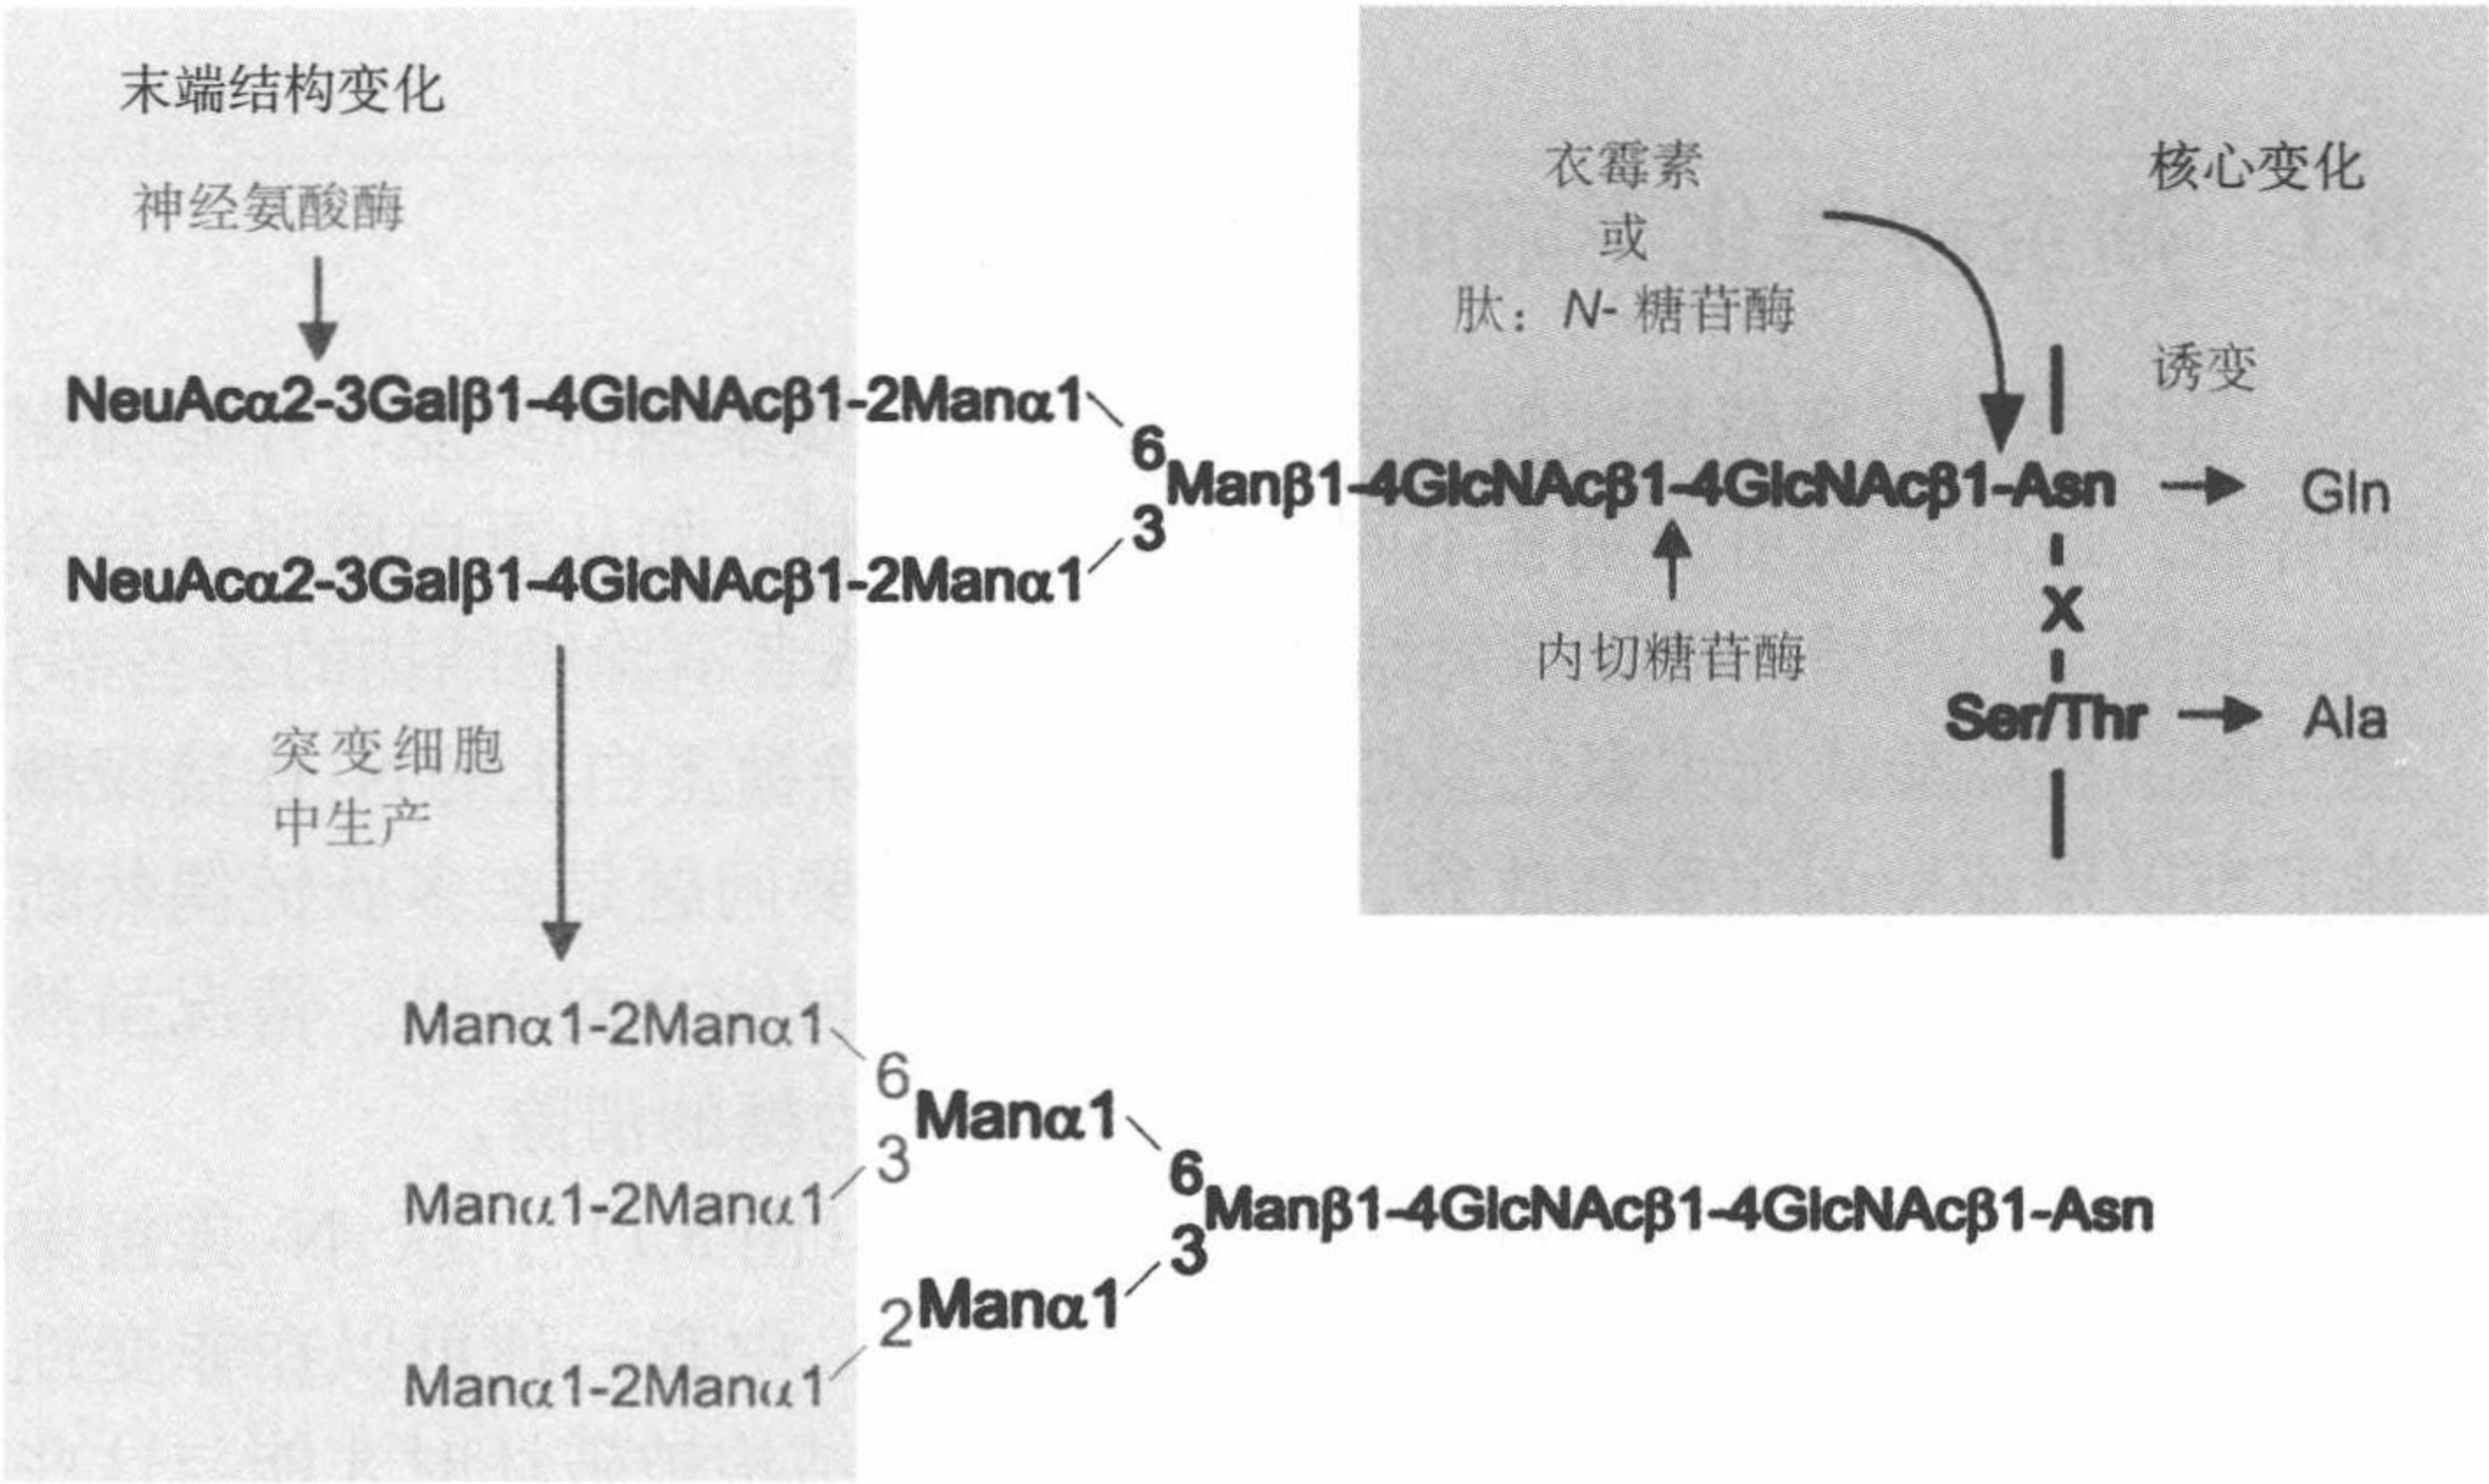 末端结构变化
神经氨酸酶
衣霉素
或
肽：N- 糖苷酶
核心变化
诱变
NeuAcα2-3Galβ1-4GlcNAcβ1-2Manα1
6
Manβ1-4GlcNAcβ1-4GlcNAcβ1-Asn
Gln
3
NeuAcα2-3Galβ1-4GlcNAcβ1-2Manα1
X
内切糖苷酶
Ser/Thr
Ala
突变细胞
中生产
Manα1-2Manα1
6
Manα1
3
Manα1-2Manα1
6
Manβ1-4GlcNAcβ1-4GlcNAcβ1-Asn
3
Manα1
2
Manα1-2Manα1